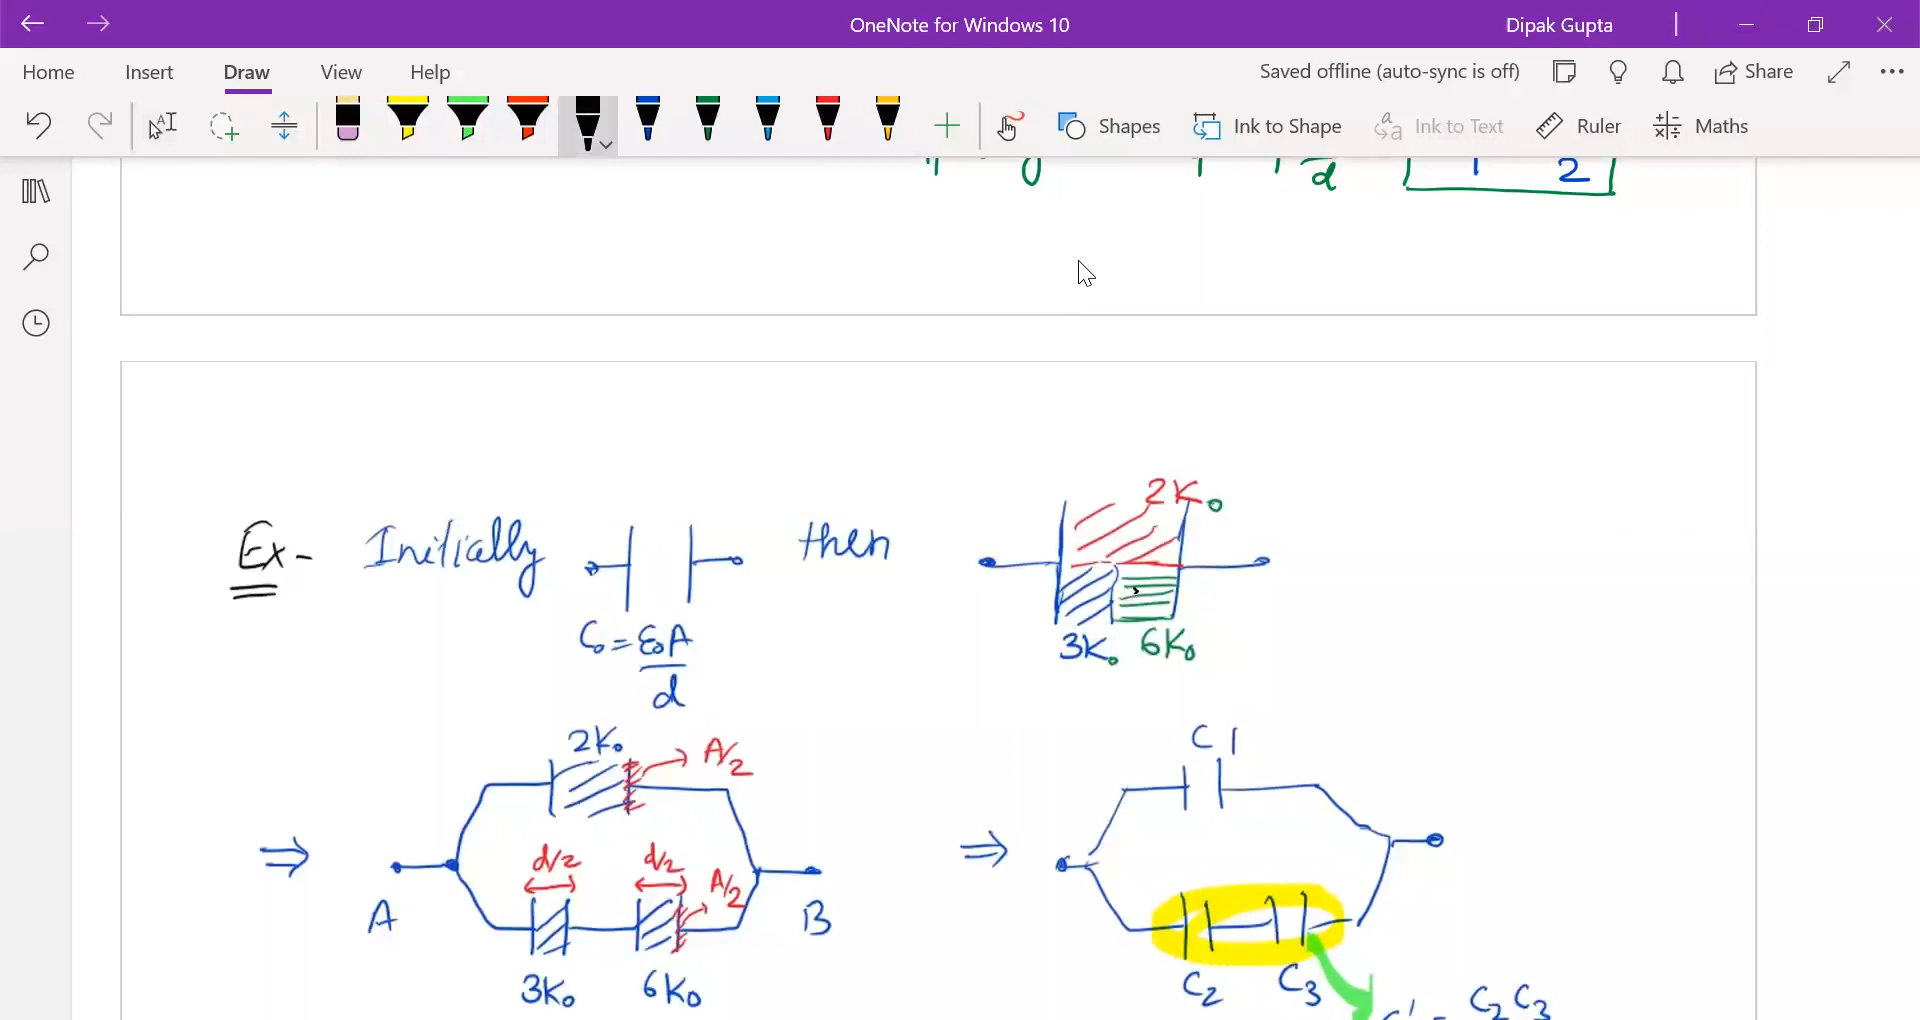 OneNote for Windows 10
Dipak Gupta
Home Insert Draw View Help
Saved offline (auto-sync is off) Share
Shapes Ink to Shape Ink to Text Ruler Maths
d 2
Ex- Initially then
2K₀
C₀ = ε₀A/d
3K₀ 6K₀
2K₀ A/2
C1
d/2 d/2 A/2
A B
3K₀ 6K₀
C₂ C₃
C' = C₂C₃